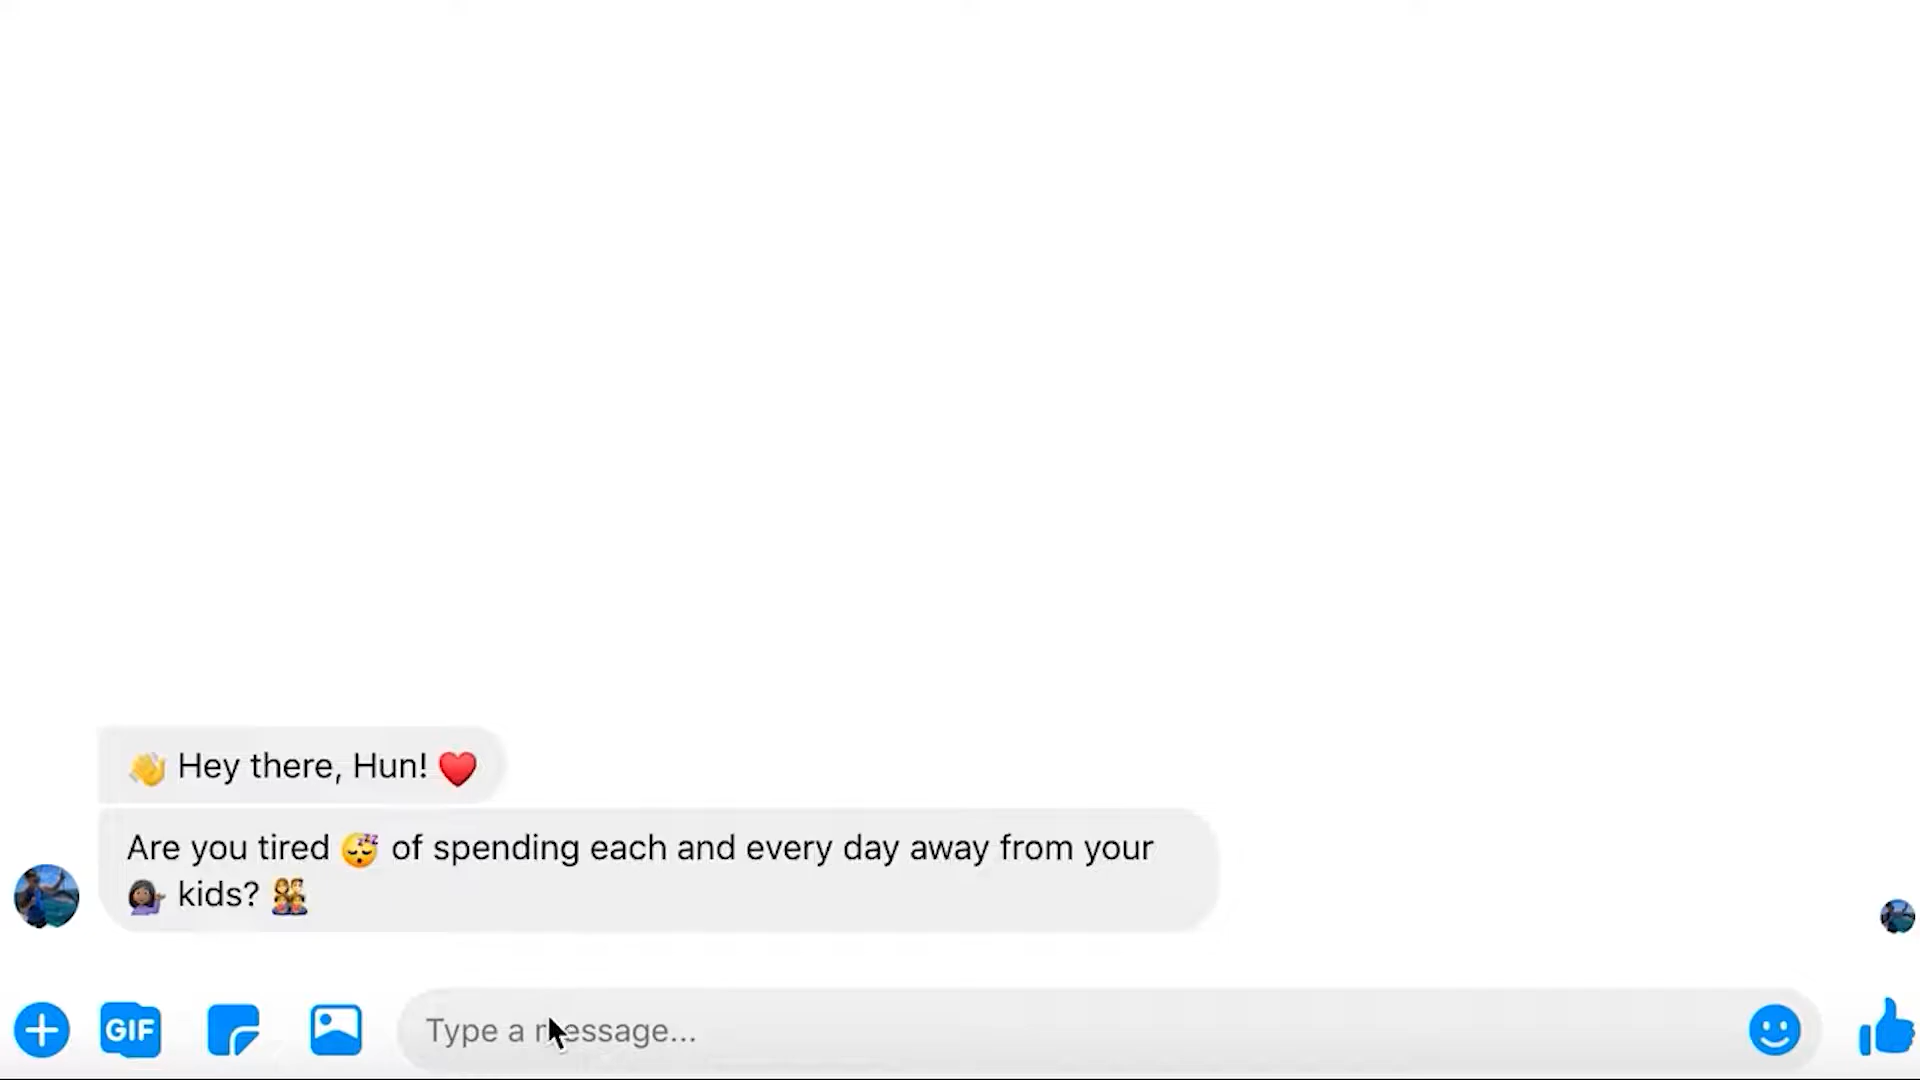 👋 Hey there, Hun! ❤️
Are you tired 😴 of spending each and every day away from your
💁🏾‍♀️ kids? 👨‍👩‍👧‍👦
GIF
Type a message...